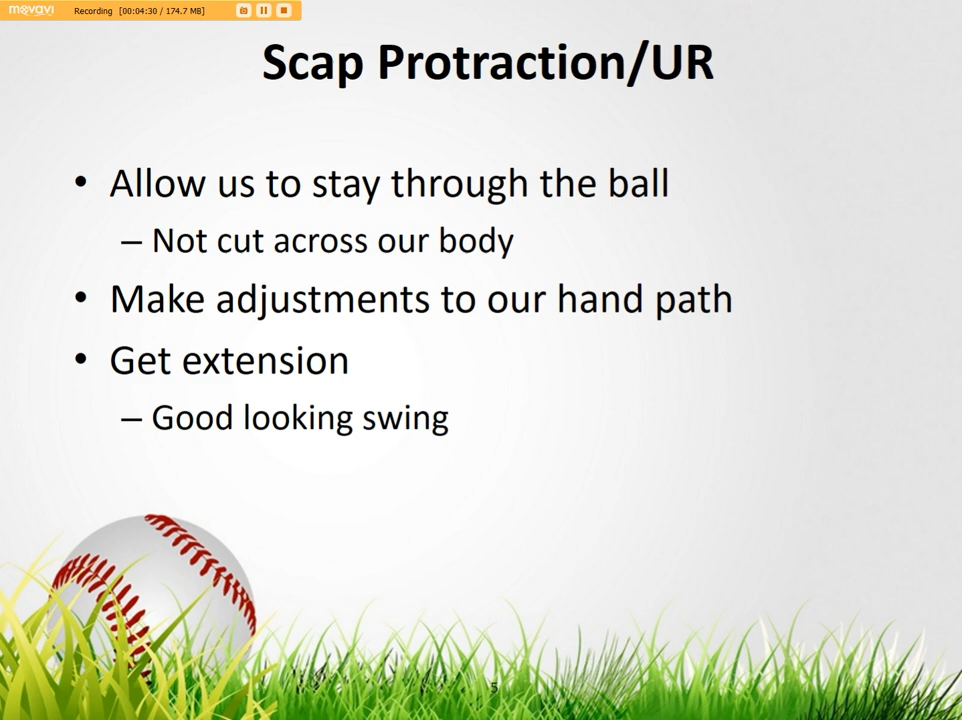 movavi Recording [00:04:30 / 174.7 MB]
Scap Protraction/UR
• Allow us to stay through the ball
– Not cut across our body
• Make adjustments to our hand path
• Get extension
– Good looking swing
5